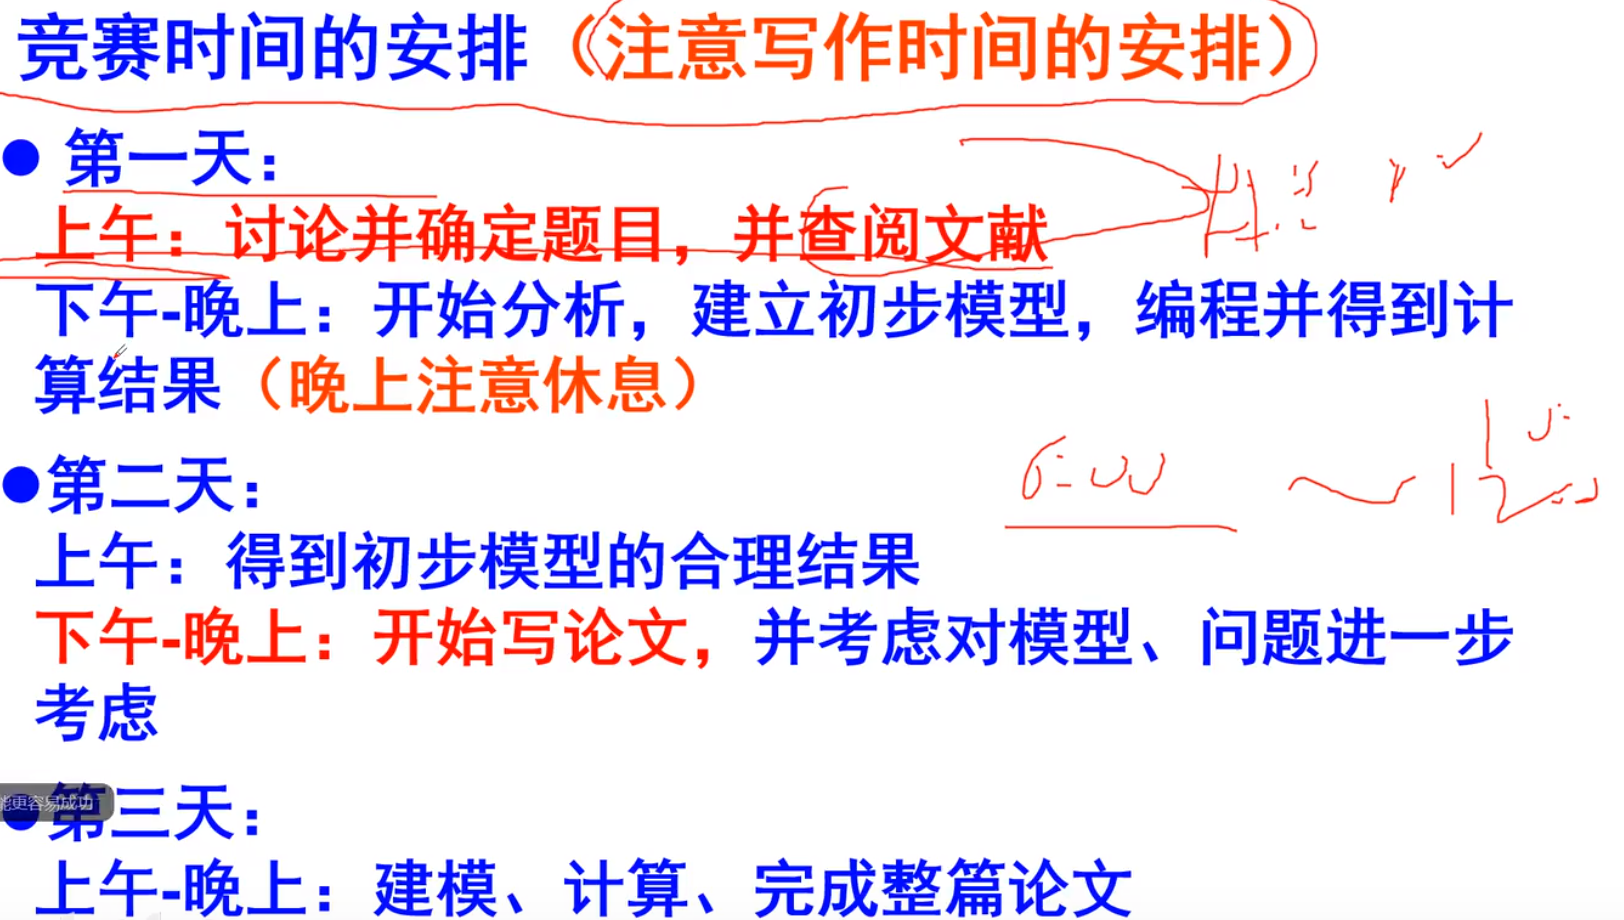 竞赛时间的安排（注意写作时间的安排）
● 第一天：
上午：讨论并确定题目，并查阅文献
下午-晚上：开始分析，建立初步模型，编程并得到计
算结果（晚上注意休息）
6:00
●第二天：
上午：得到初步模型的合理结果
下午-晚上：开始写论文，并考虑对模型、问题进一步
考虑
能更容易成功
●第三天：
上午-晚上：建模、计算、完成整篇论文